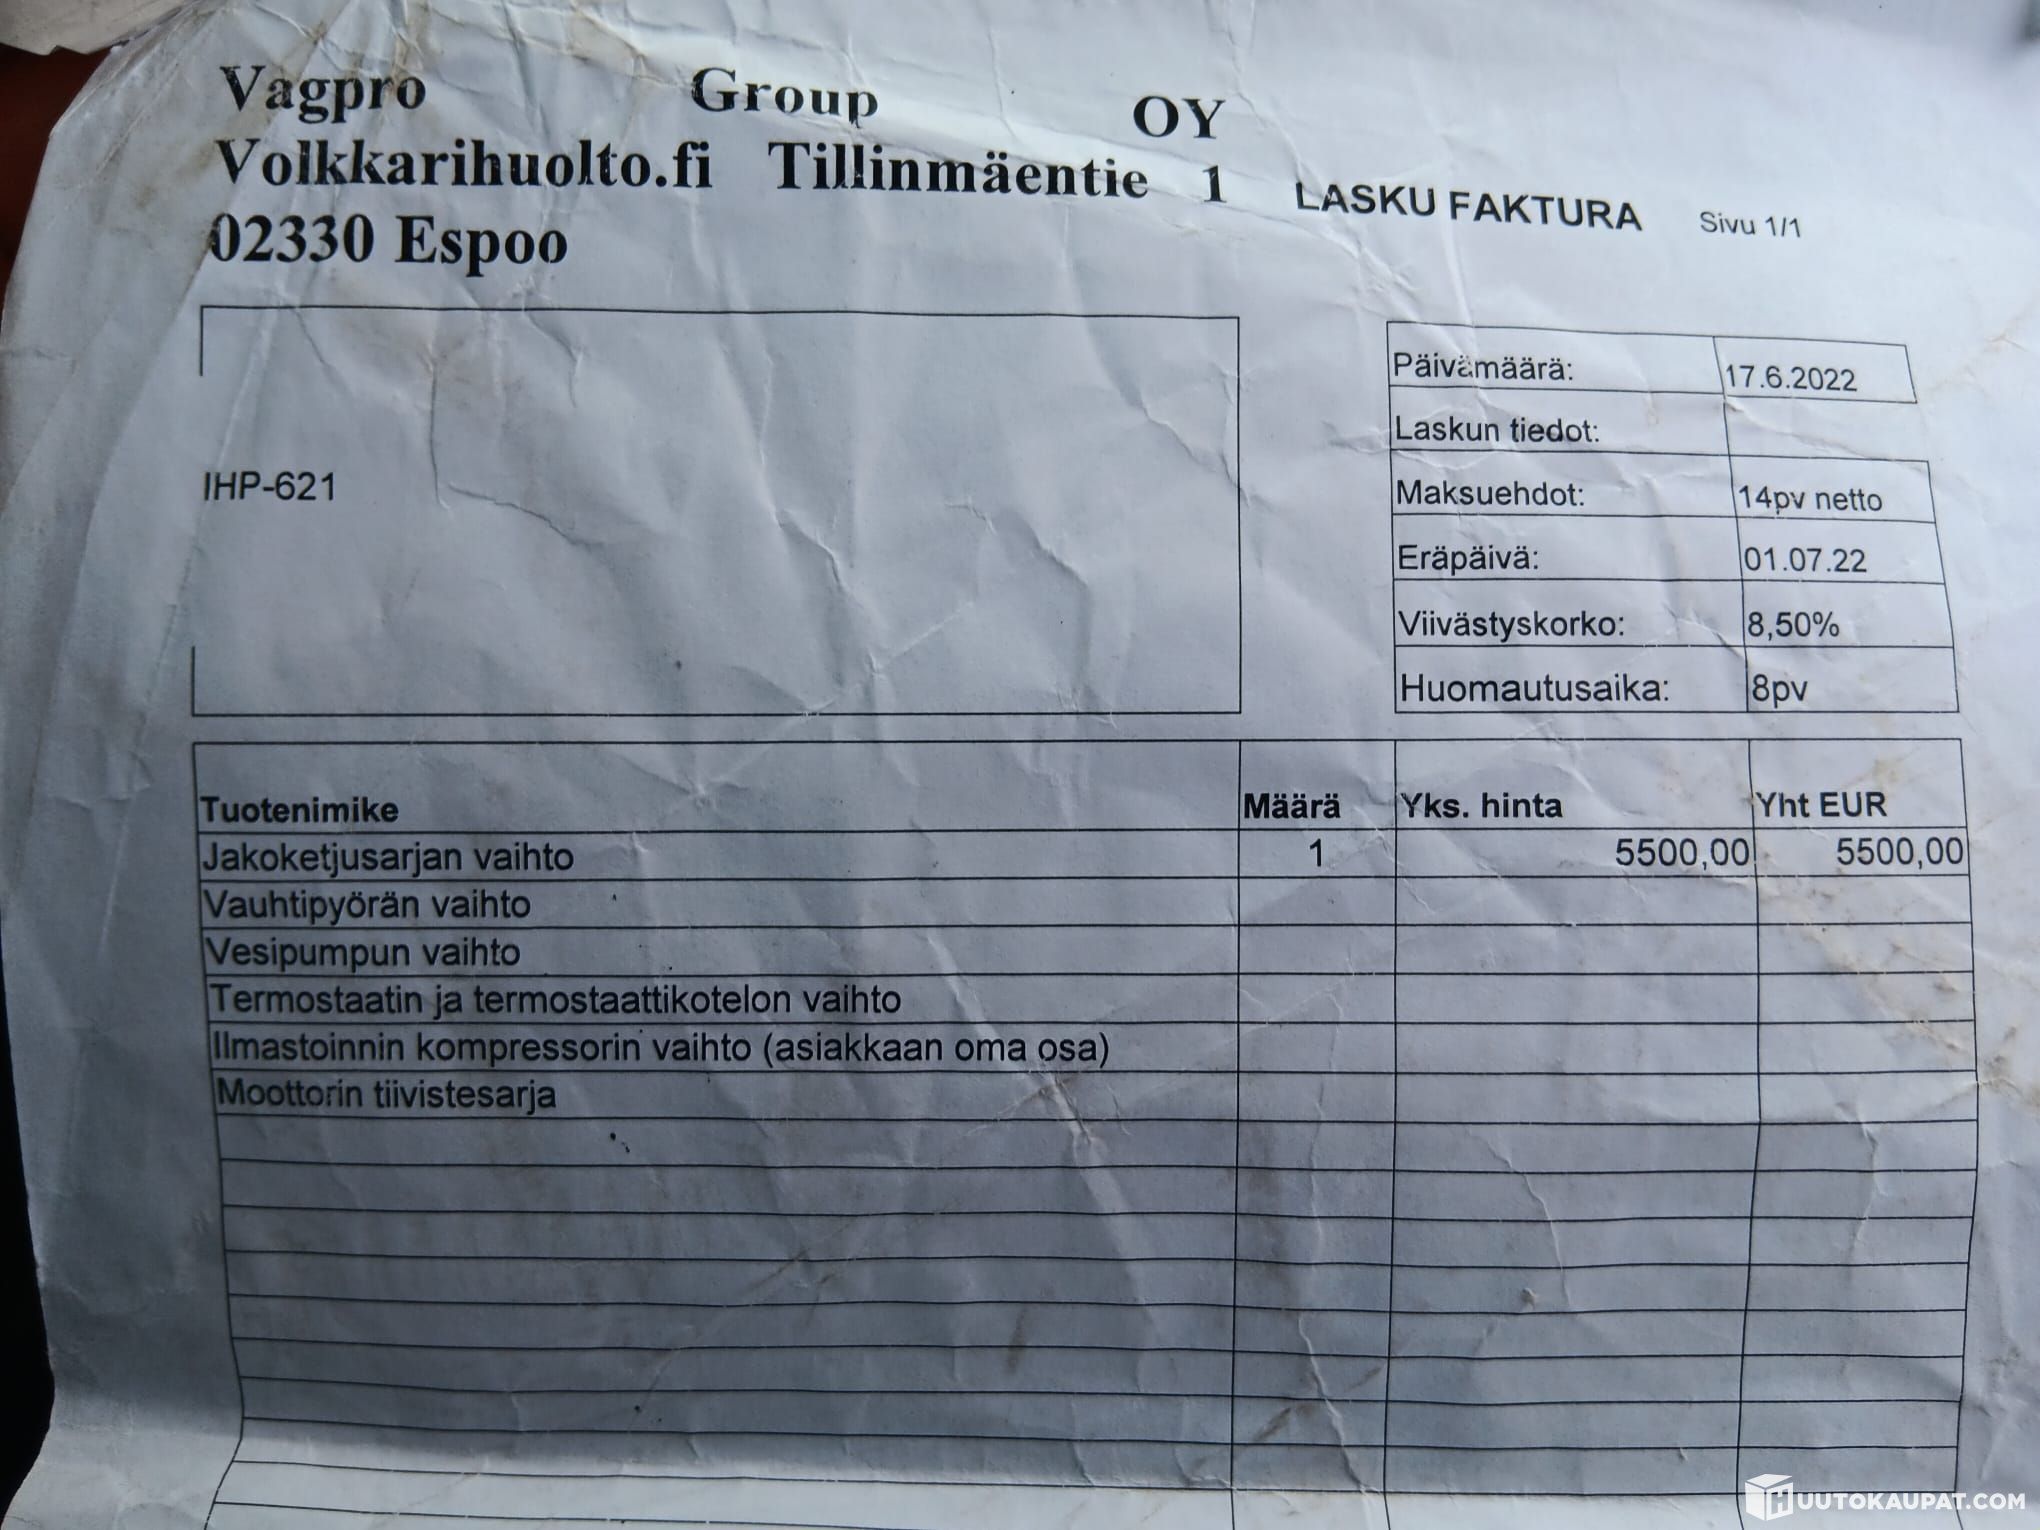 Vagpro Group OY
Volkkarihuolto.fi Tillinmäentie 1
02330 Espoo
LASKU FAKTURA Sivu 1/1
IHP-621
Päivämäärä: 17.6.2022
Laskun tiedot:
Maksuehdot: 14pv netto
Eräpäivä: 01.07.22
Viivästyskorko: 8,50%
Huomautusaika: 8pv
Tuotenimike Määrä Yks. hinta Yht EUR
Jakoketjusarjan vaihto 1 5500,00 5500,00
Vauhtipyörän vaihto
Vesipumpun vaihto
Termostaatin ja termostaattikotelon vaihto
Ilmastoinnin kompressorin vaihto (asiakkaan oma osa)
Moottorin tiivistesarja
HUUTOKAUPAT.COM